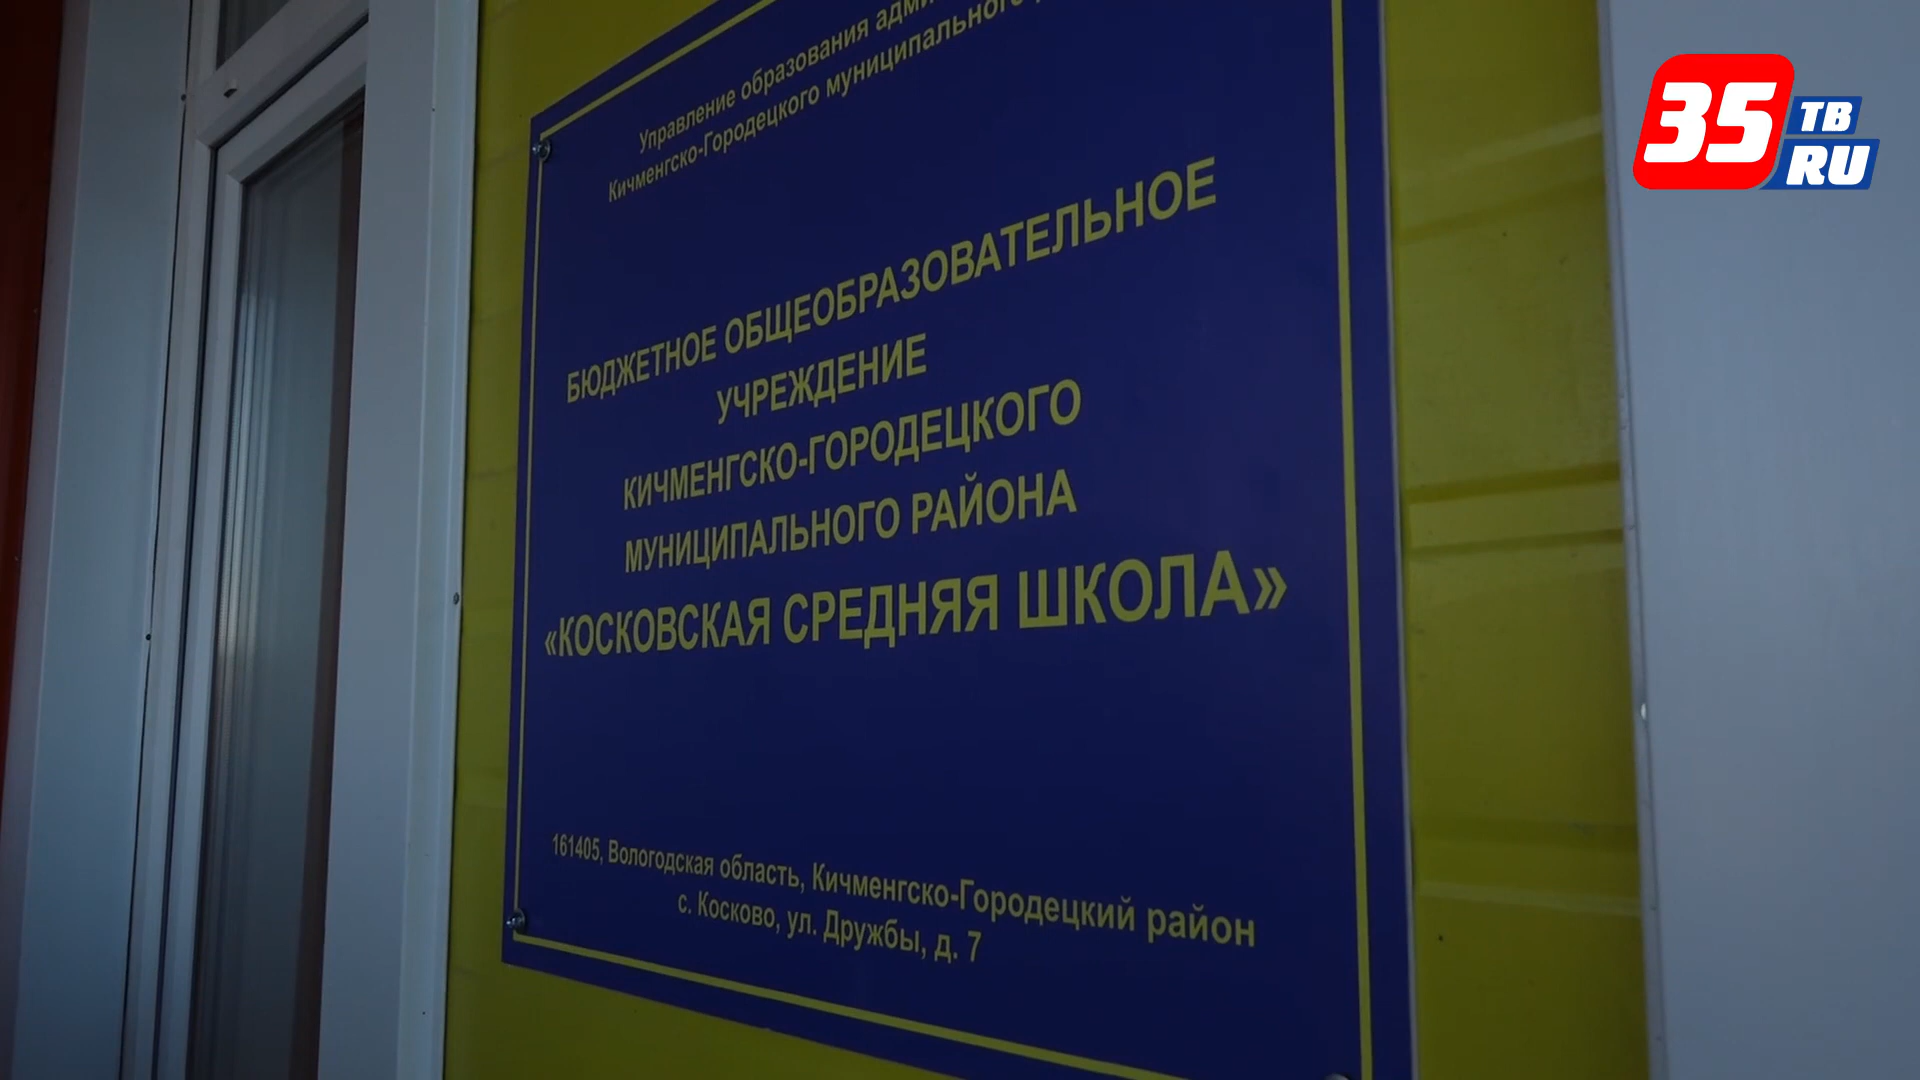 Управление образования
Кичменгско-Городецкого муниципального
БЮДЖЕТНОЕ ОБЩЕОБРАЗОВАТЕЛЬНОЕ
УЧРЕЖДЕНИЕ
КИЧМЕНГСКО-ГОРОДЕЦКОГО
МУНИЦИПАЛЬНОГО РАЙОНА
«КОСКОВСКАЯ СРЕДНЯЯ ШКОЛА»
161405, Вологодская область, Кичменгско-Городецкий район
с. Косково, ул. Дружбы, д. 7
35 ТВ
RU